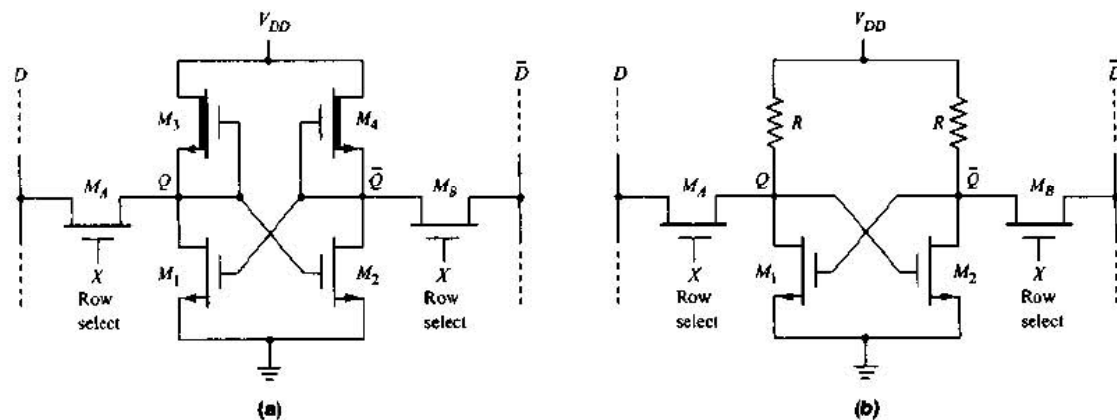 V_DD
D
D̄
M_3
M_4
M_A
Q
Q̄
M_B
M_1
M_2
X
Row
select
X
Row
select
(a)
V_DD
D
D̄
R
R
M_A
Q
Q̄
M_B
M_1
M_2
X
Row
select
X
Row
select
(b)